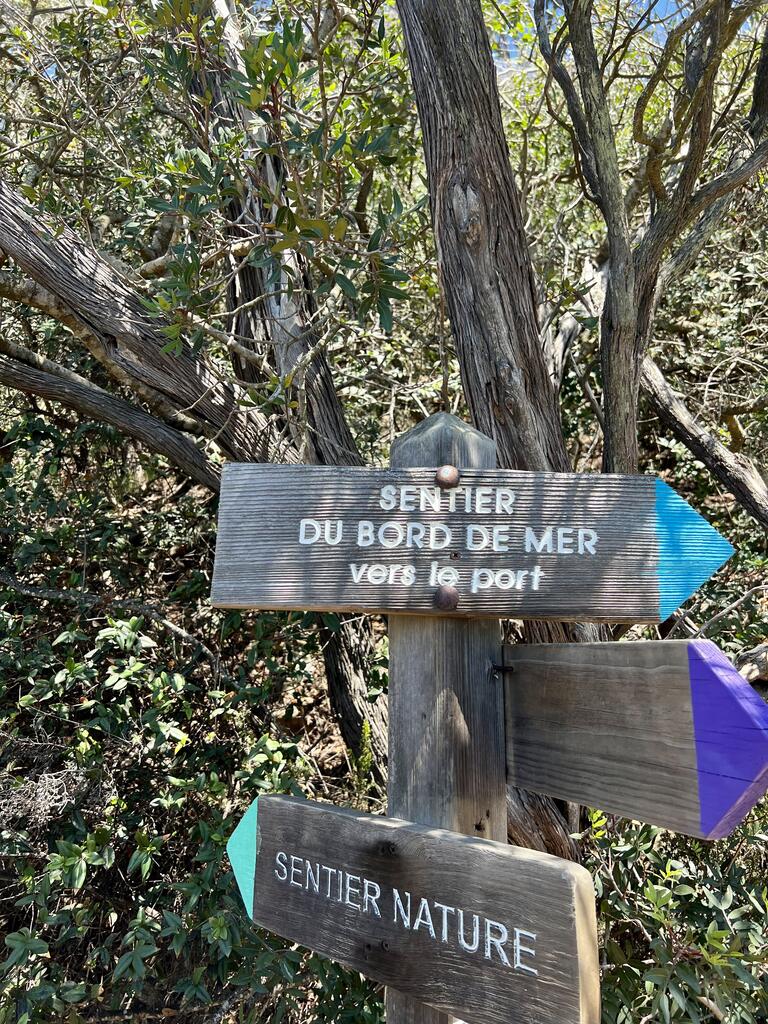 SENTIER
DU BORD DE MER
vers le port
SENTIER NATURE